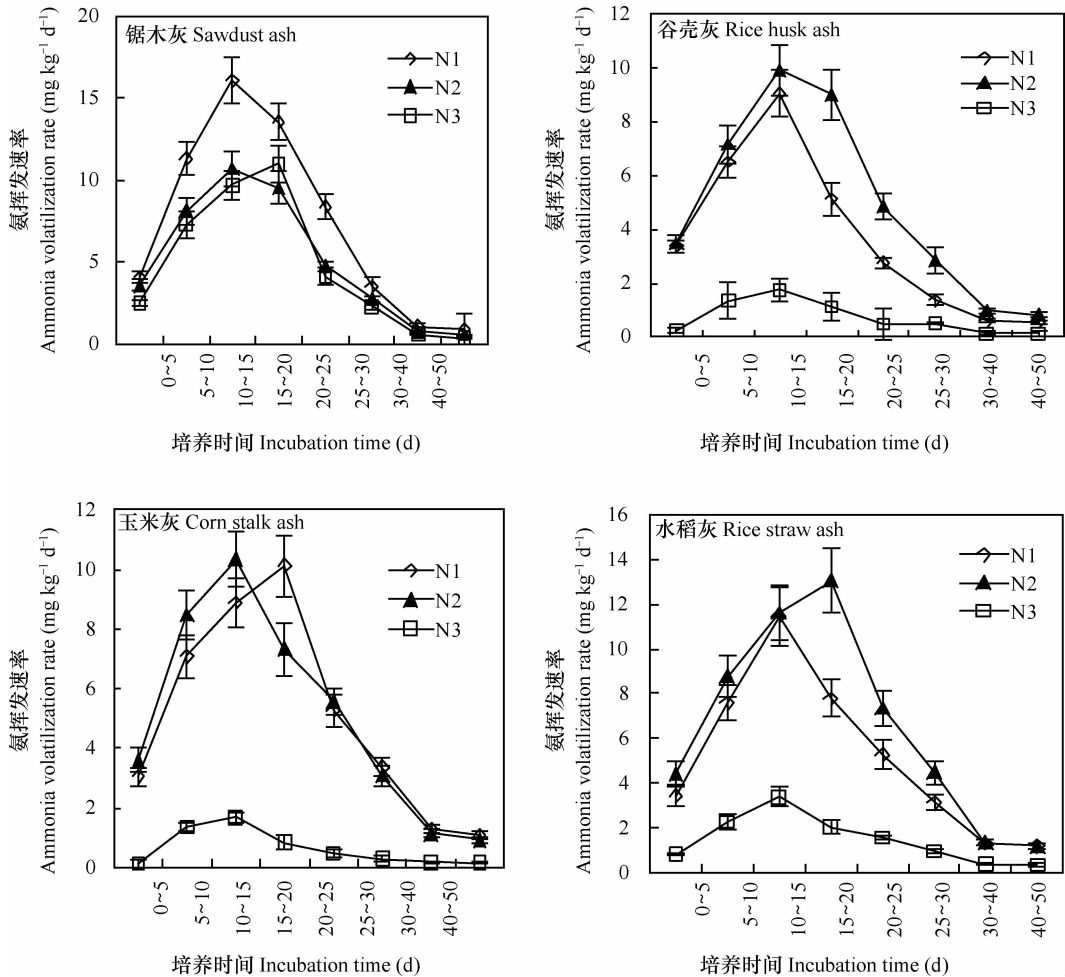 锯木灰 Sawdust ash
N1
N2
N3
20
15
10
5
0
氨挥发速率
Ammonia volatilization rate (mg kg⁻¹ d⁻¹)
0~5
5~10
10~15
15~20
20~25
25~30
30~40
40~50
培养时间 Incubation time (d)
谷壳灰 Rice husk ash
N1
N2
N3
12
10
8
6
4
2
0
氨挥发速率
Ammonia volatilization rate (mg kg⁻¹ d⁻¹)
0~5
5~10
10~15
15~20
20~25
25~30
30~40
40~50
培养时间 Incubation time (d)
玉米灰 Corn stalk ash
N1
N2
N3
12
10
8
6
4
2
0
氨挥发速率
Ammonia volatilization rate (mg kg⁻¹ d⁻¹)
0~5
5~10
10~15
15~20
20~25
25~30
30~40
40~50
培养时间 Incubation time (d)
水稻灰 Rice straw ash
N1
N2
N3
16
14
12
10
8
6
4
2
0
氨挥发速率
Ammonia volatilization rate (mg kg⁻¹ d⁻¹)
0~5
5~10
10~15
15~20
20~25
25~30
30~40
40~50
培养时间 Incubation time (d)